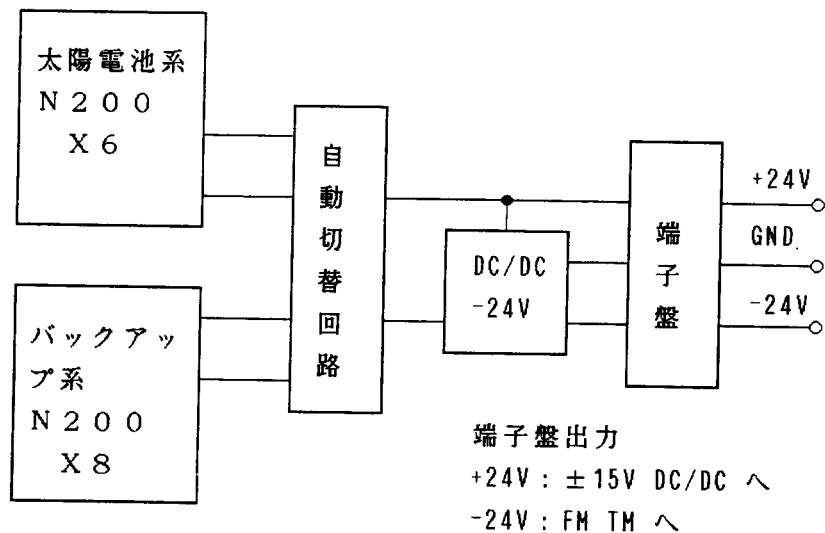 太陽電池系
N200
X6
バックアッ
プ系
N200
X8
自動切替回路
DC/DC
-24V
端子盤
+24V
GND
-24V
端子盤出力
+24V:±15V DC/DC へ
-24V:FM TM へ